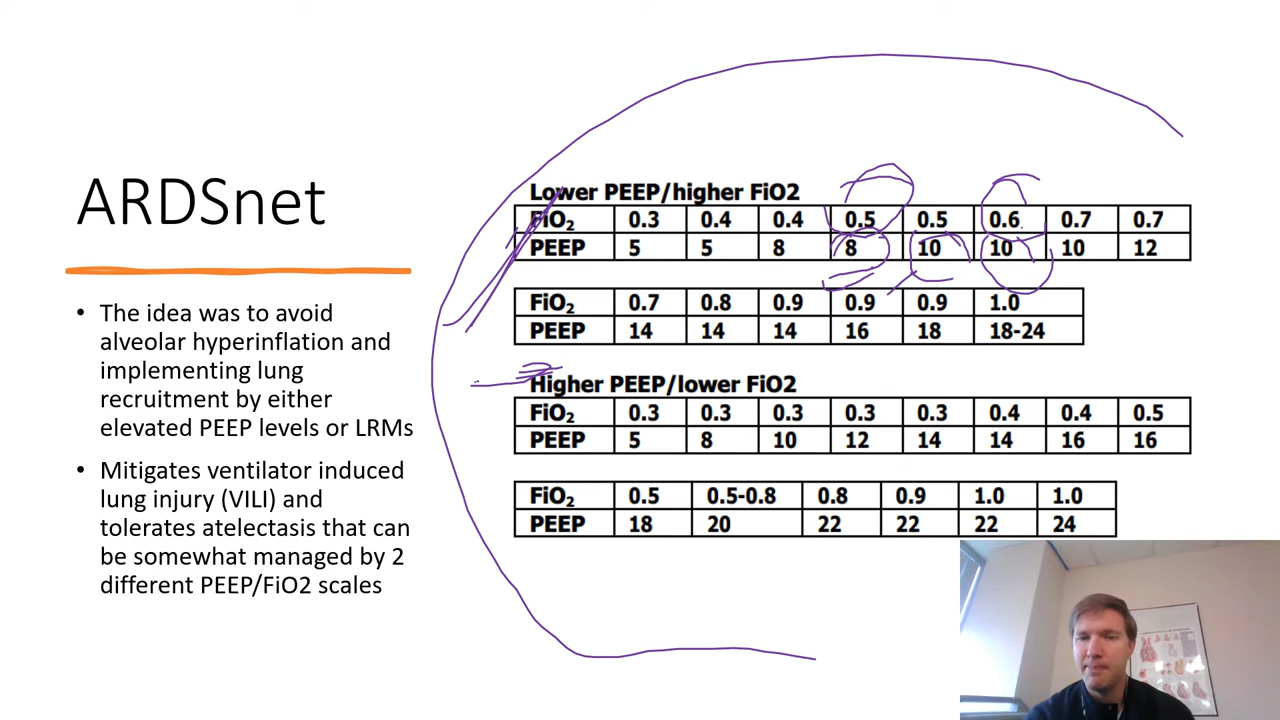 ARDSnet
• The idea was to avoid
alveolar hyperinflation and
implementing lung
recruitment by either
elevated PEEP levels or LRMs
• Mitigates ventilator induced
lung injury (VILI) and
tolerates atelectasis that can
be somewhat managed by 2
different PEEP/FiO2 scales
Lower PEEP/higher FiO2
FiO₂ 0.3 0.4 0.4 0.5 0.5 0.6 0.7 0.7
PEEP 5 5 8 8 10 10 10 12
FiO₂ 0.7 0.8 0.9 0.9 0.9 1.0
PEEP 14 14 14 16 18 18-24
Higher PEEP/lower FiO2
FiO₂ 0.3 0.3 0.3 0.3 0.3 0.4 0.4 0.5
PEEP 5 8 10 12 14 14 16 16
FiO₂ 0.5 0.5-0.8 0.8 0.9 1.0 1.0
PEEP 18 20 22 22 22 24